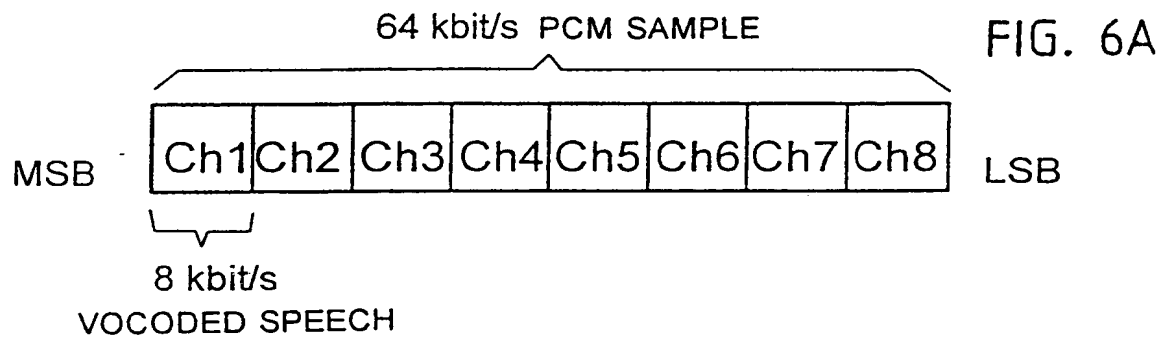 64 kbit/s PCM SAMPLE
FIG. 6A
MSB
Ch1 Ch2 Ch3 Ch4 Ch5 Ch6 Ch7 Ch8
LSB
8 kbit/s
VOCODED SPEECH